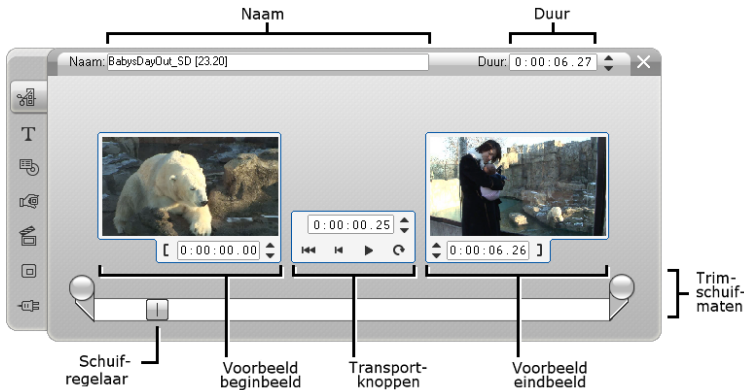 Naam
Duur
Naam: BabysDayOut_SD [23.20]
Duur: 0:00:06.27
T
0:00:00.25
[ 0:00:00.00
0:00:06.26 ]
Trim-
schuif-
maten
Schuif-
regelaar
Voorbeeld
beginbeeld
Transport-
knoppen
Voorbeeld
eindbeeld